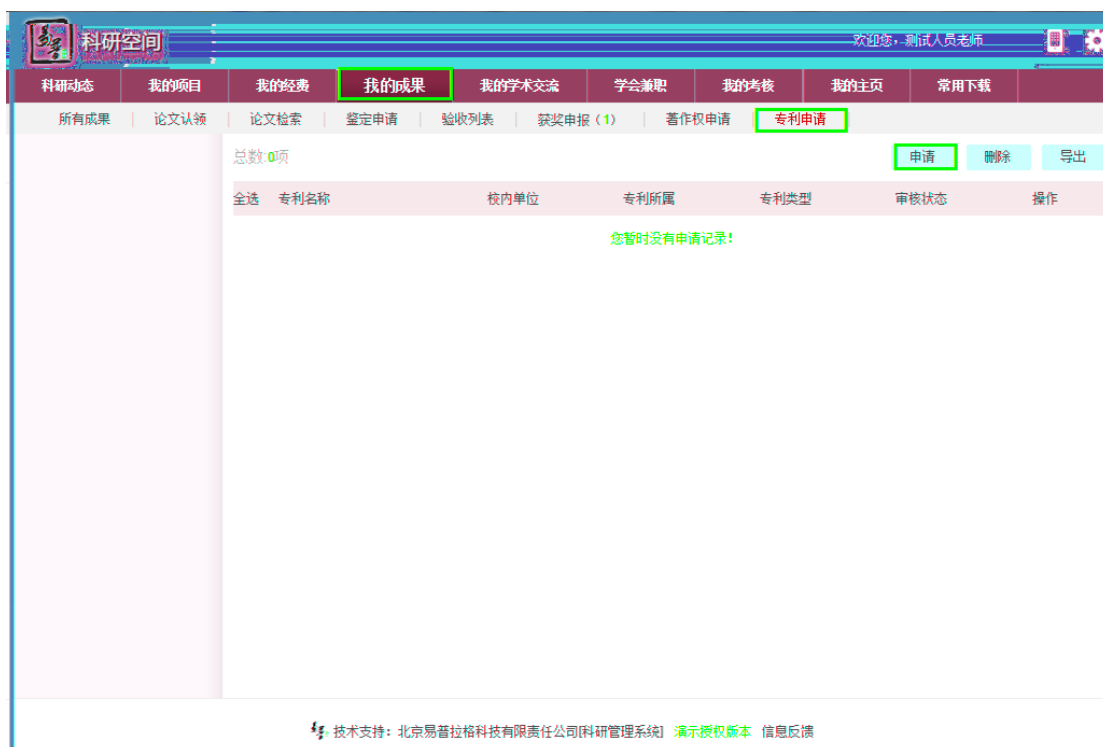 科研空间
欢迎您，测试人员老师
科研动态 我的项目 我的经费 我的成果 我的学术交流 学会兼职 我的考核 我的主页 常用下载
所有成果 论文认领 论文检索 鉴定申请 验收列表 获奖申报（1） 著作权申请 专利申请
总数:0项 申请 删除 导出
全选 专利名称 校内单位 专利所属 专利类型 审核状态 操作
您暂时没有申请记录！
技术支持：北京易普拉格科技有限责任公司[科研管理系统] 演示授权版本 信息反馈